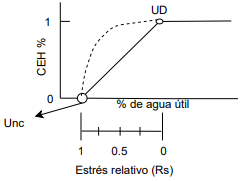 UD
1
CEH %
0
% de agua útil
Unc
1 0.5 0
Estrés relativo (Rs)